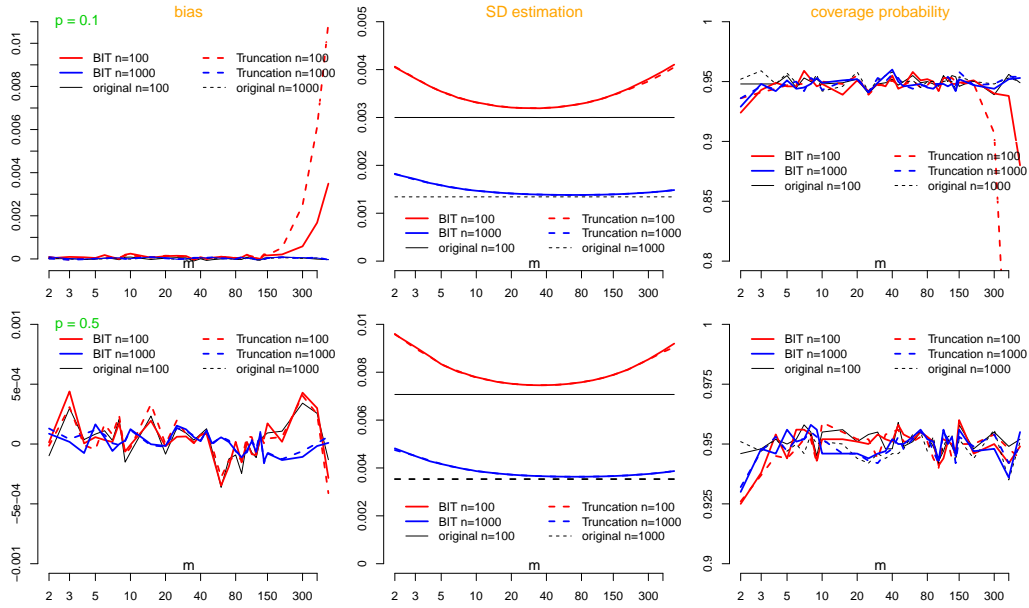 bias
p = 0.1
BIT n=100
Truncation n=100
BIT n=1000
Truncation n=1000
original n=100
original n=1000
0.01
0.008
0.006
0.004
0.002
0
m
2 3 5 10 20 40 80 150 300
SD estimation
0.005
0.004
0.003
0.002
0.001
0.000
BIT n=100
Truncation n=100
BIT n=1000
Truncation n=1000
original n=100
original n=1000
m
2 3 5 10 20 40 80 150 300
coverage probability
1
0.95
0.9
0.85
0.8
BIT n=100
Truncation n=100
BIT n=1000
Truncation n=1000
original n=100
original n=1000
m
2 3 5 10 20 40 80 150 300
p = 0.5
0.001
5e−04
0
−5e−04
−0.001
BIT n=100
Truncation n=100
BIT n=1000
Truncation n=1000
original n=100
original n=1000
m
2 3 5 10 20 40 80 150 300
0.01
0.008
0.006
0.004
0.002
0
BIT n=100
Truncation n=100
BIT n=1000
Truncation n=1000
original n=100
original n=1000
m
2 3 5 10 20 40 80 150 300
1
0.975
0.95
0.925
0.9
BIT n=100
Truncation n=100
BIT n=1000
Truncation n=1000
original n=100
original n=1000
m
2 3 5 10 20 40 80 150 300